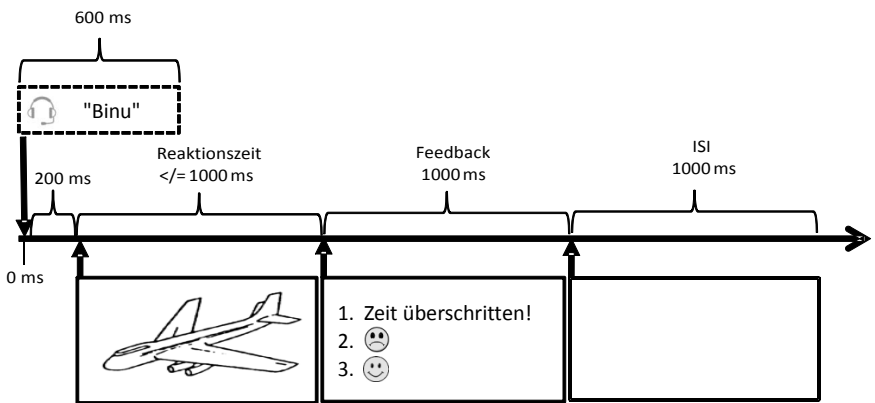 600 ms
"Binu"
200 ms
Reaktionszeit
</= 1000 ms
Feedback
1000 ms
ISI
1000 ms
0 ms
1. Zeit überschritten!
2.
3.